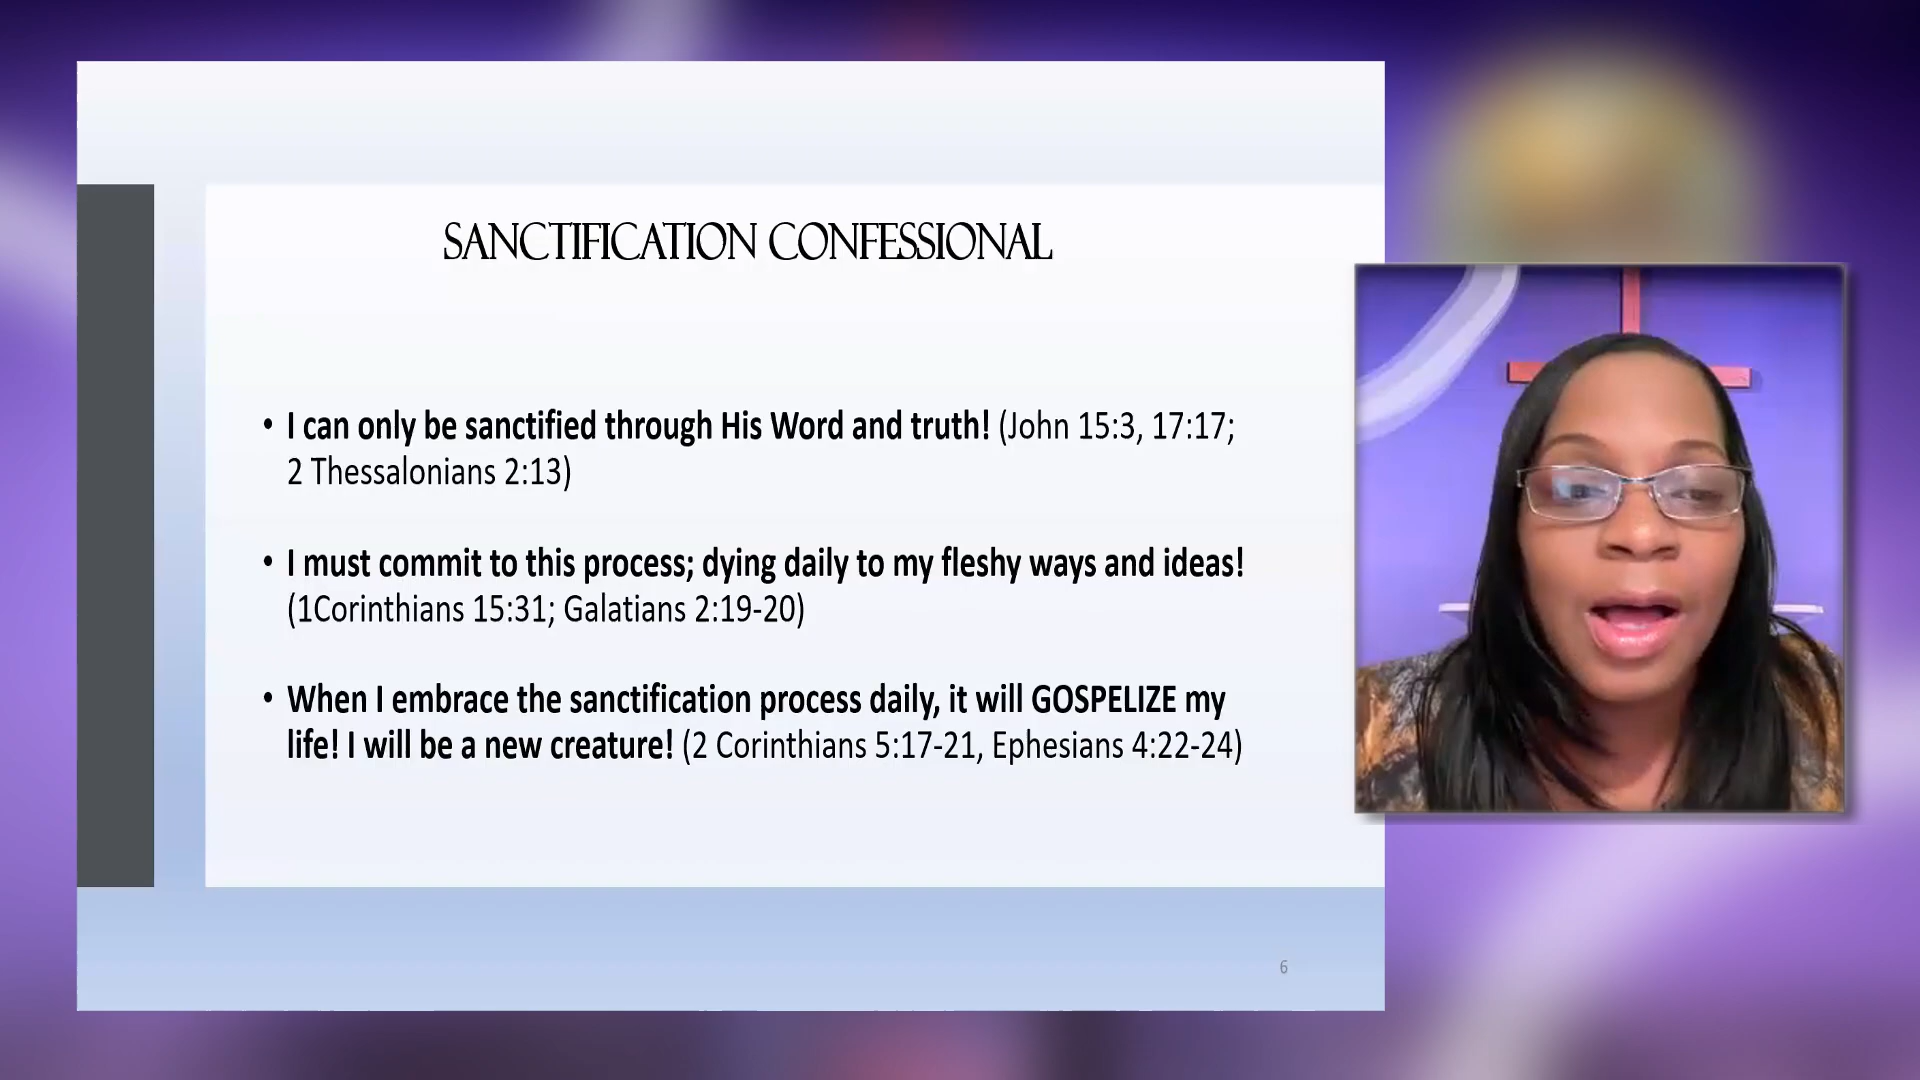 SANCTIFICATION CONFESSIONAL
• I can only be sanctified through His Word and truth! (John 15:3, 17:17;
2 Thessalonians 2:13)
• I must commit to this process; dying daily to my fleshy ways and ideas!
(1Corinthians 15:31; Galatians 2:19-20)
• When I embrace the sanctification process daily, it will GOSPELIZE my
life! I will be a new creature! (2 Corinthians 5:17-21, Ephesians 4:22-24)
6